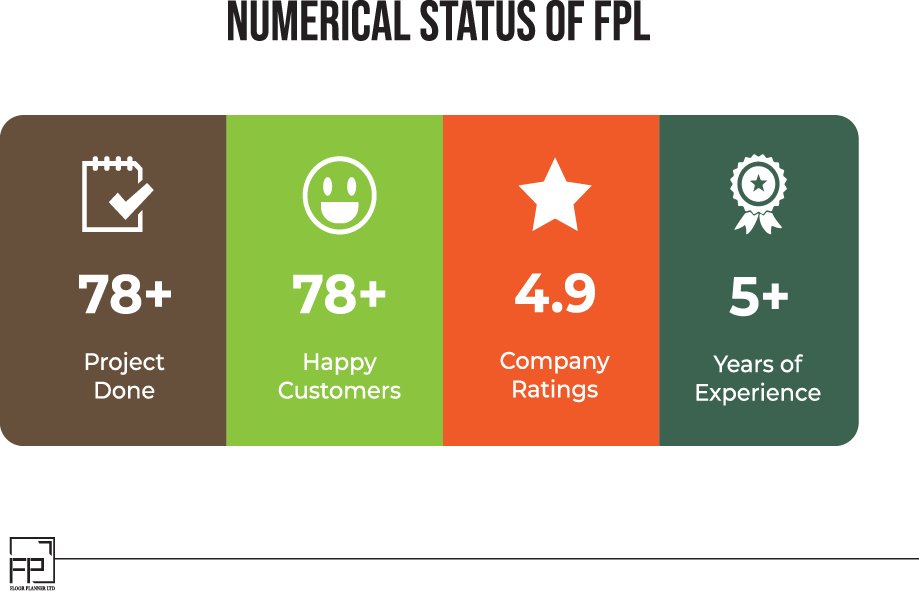 NUMERICAL STATUS OF FPL
78+
Project
Done
78+
Happy
Customers
4.9
Company
Ratings
5+
Years of
Experience
FPL
FLOOR PLANNER LTD